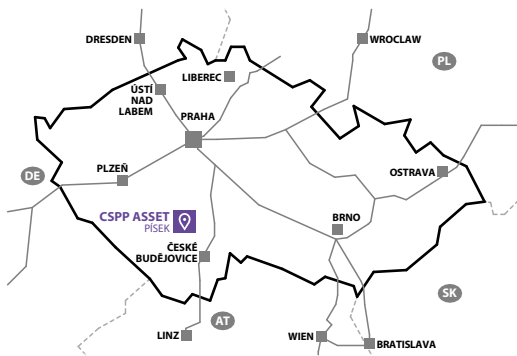 DRESDEN
WROCLAW
PL
LIBEREC
ÚSTÍ
NAD
LABEM
PRAHA
DE
PLZEŇ
OSTRAVA
CSPP ASSET
PÍSEK
BRNO
ČESKÉ
BUDĚJOVICE
SK
AT
LINZ
WIEN
BRATISLAVA